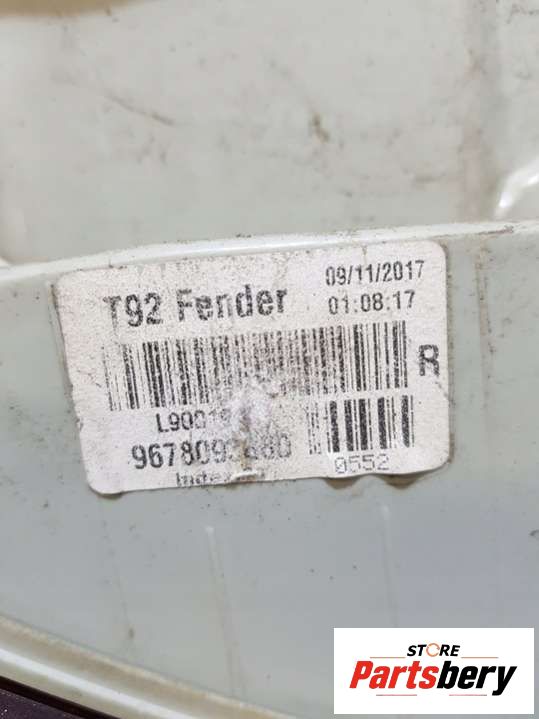 T92 Fender
09/11/2017
01:08:17
R
0552
STORE
Partsbery